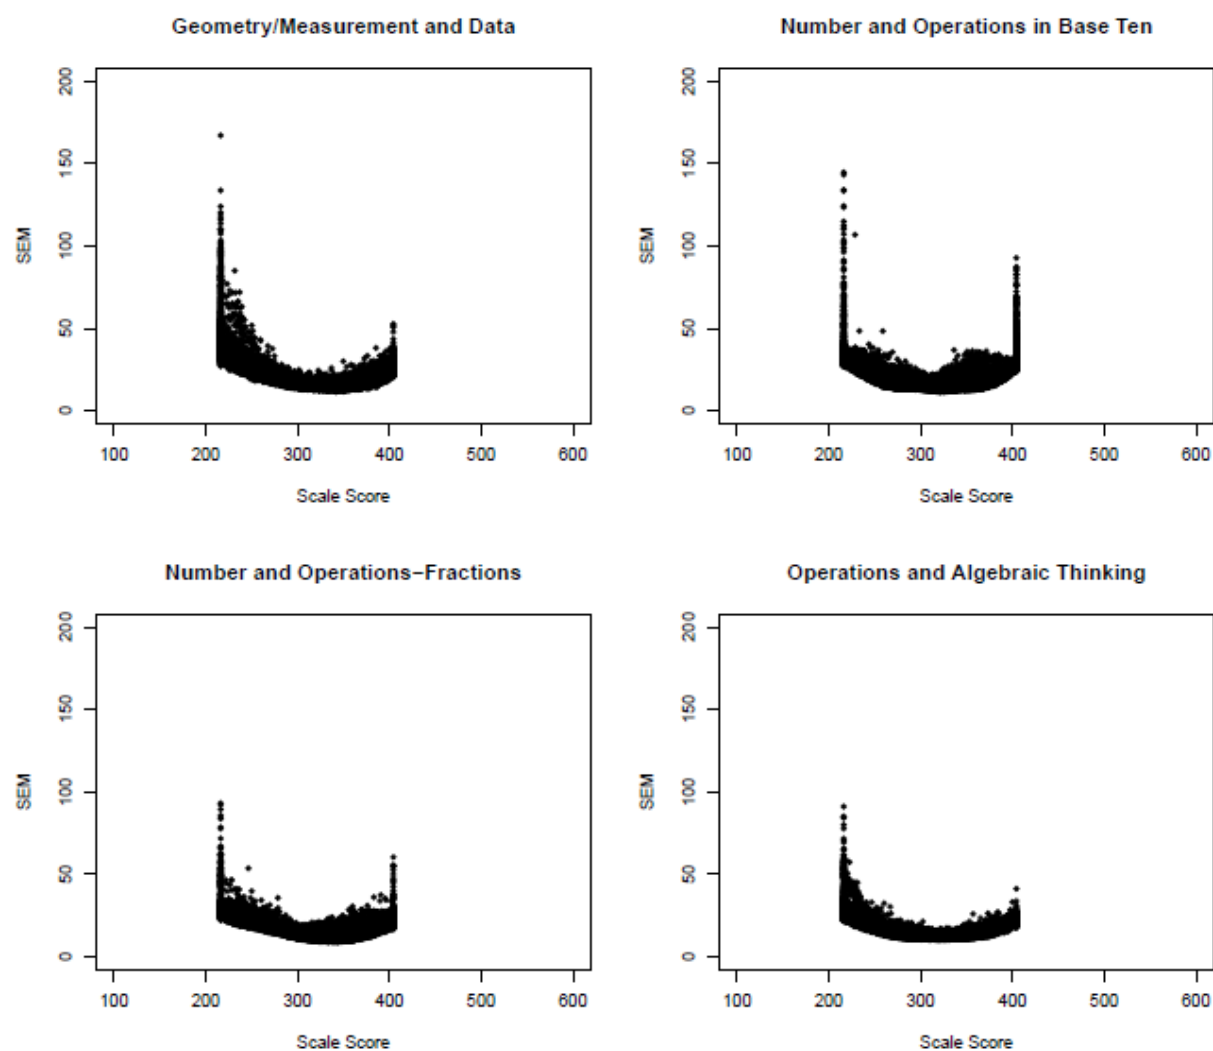 Geometry/Measurement and Data
200
150
100
50
0
SEM
100 200 300 400 500 600
Scale Score
Number and Operations in Base Ten
200
150
100
50
0
SEM
100 200 300 400 500 600
Scale Score
Number and Operations−Fractions
200
150
100
50
0
SEM
100 200 300 400 500 600
Scale Score
Operations and Algebraic Thinking
200
150
100
50
0
SEM
100 200 300 400 500 600
Scale Score